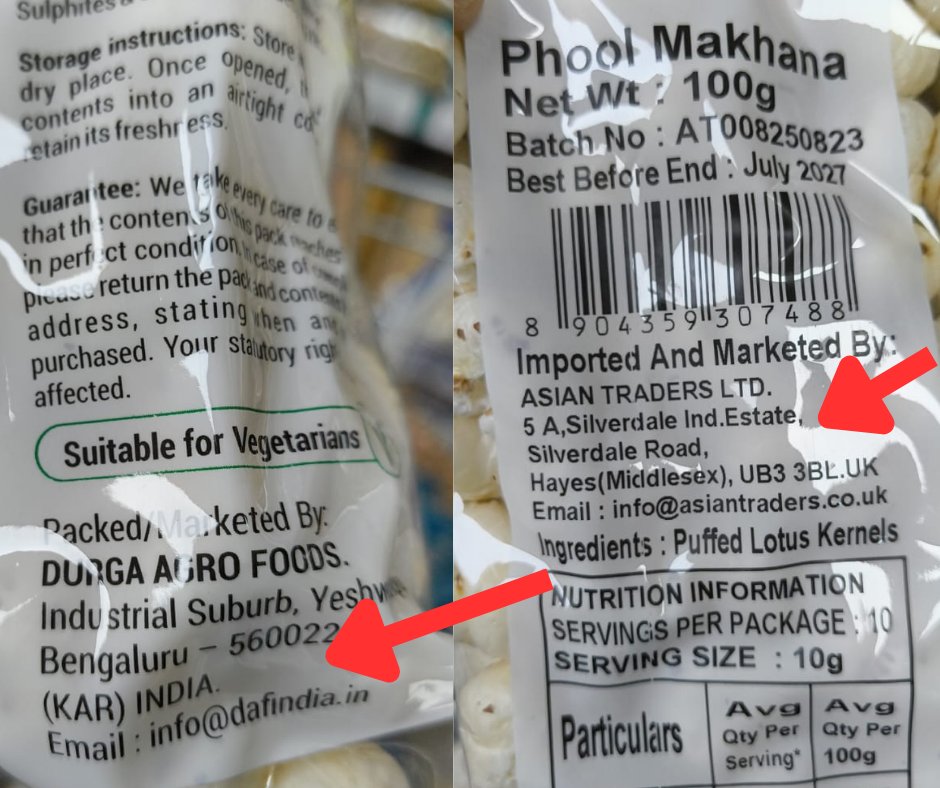 Sulphites
Storage instructions: Store
dry place. Once opened,
contents into an airtight
retain its freshness.
Guarantee: We take every care to
that the contents of this pack reaches
in perfect condition. In case of
please return the pack and
address, stating when and
purchased. Your statutory
affected.
Suitable for Vegetarians
Packed/Marketed By:
DURGA AGRO FOODS.
Industrial Suburb,
Bengaluru – 560022
(KAR) INDIA.
Email : info@dafindia.in
Phool Makhana
Net Wt : 100g
Batch No : AT008250823
Best Before End : July 2027
8 904359 307488
Imported And Marketed By:
ASIAN TRADERS LTD.
5 A,Silverdale Ind.Estate,
Silverdale Road,
Hayes(Middlesex), UB3 3BL.UK
Email : info@asiantraders.co.uk
Ingredients : Puffed Lotus Kernels
NUTRITION INFORMATION
SERVINGS PER PACKAGE : 10
SERVING SIZE : 10g
Particulars
Avg
Qty Per
Serving*
Avg
Qty Per
100g